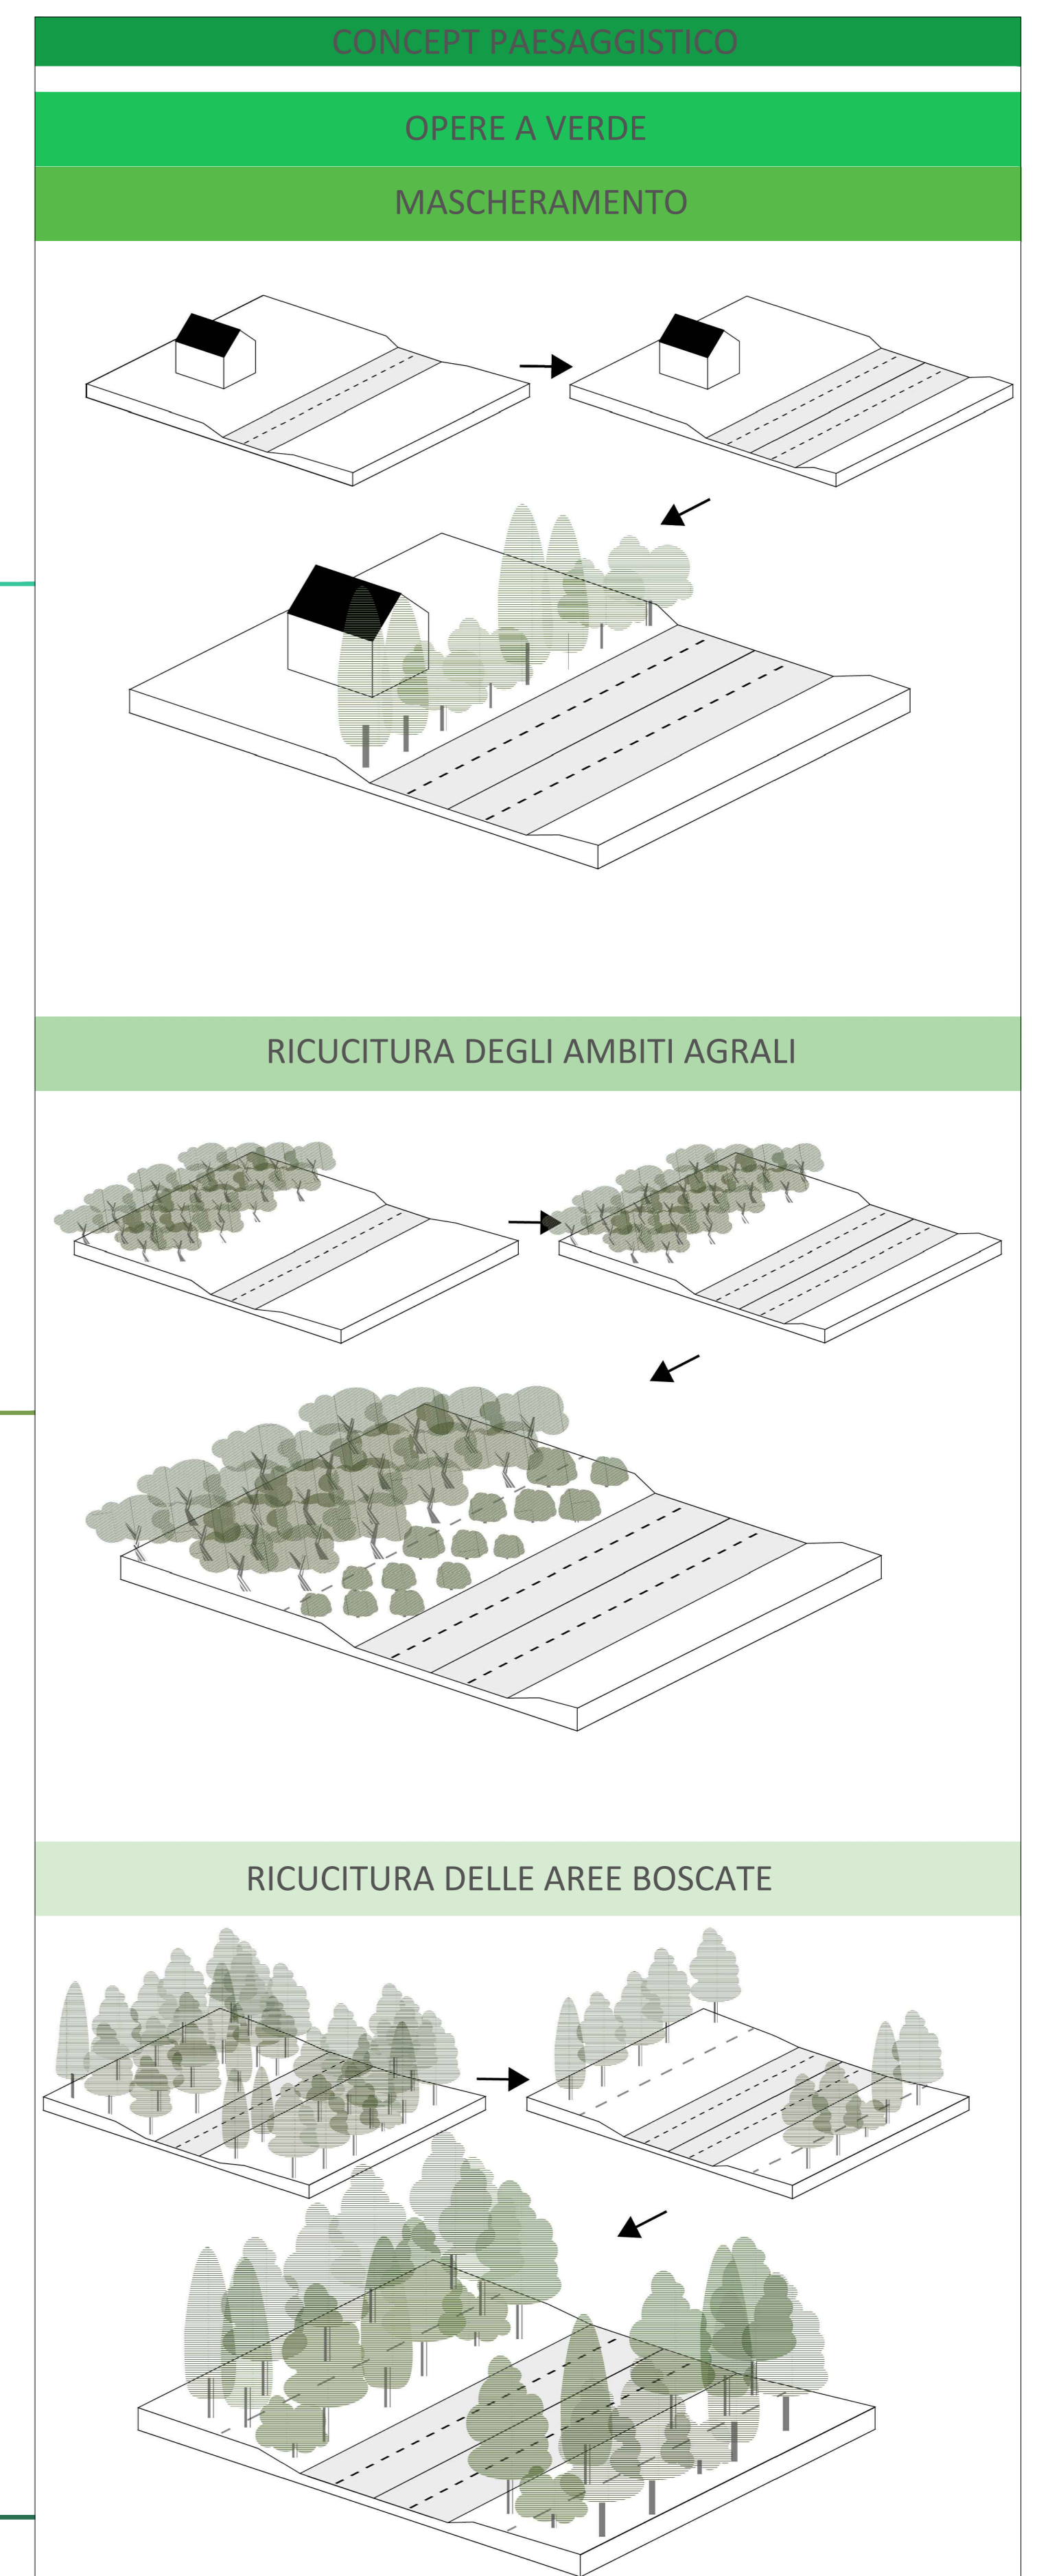 CONCEPT PAESAGGISTICO
OPERE A VERDE
MASCHERAMENTO
RICUCITURA DEGLI AMBITI AGRALI
RICUCITURA DELLE AREE BOSCATE